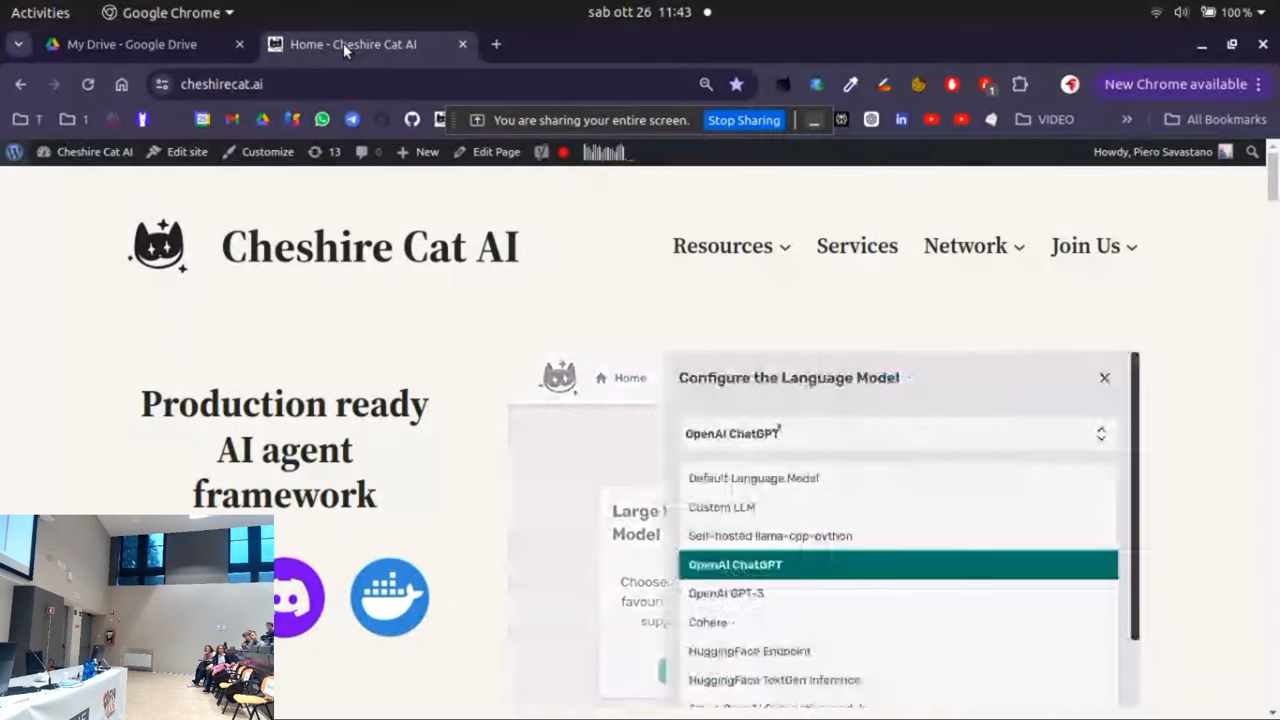 Activities
Google Chrome
sab ott 26 11:43
100%
My Drive - Google Drive
Home - Cheshire Cat AI
cheshirecat.ai
New Chrome available
T
1
You are sharing your entire screen.
Stop Sharing
VIDEO
All Bookmarks
Cheshire Cat AI
Edit site
Customize
13
0
New
Edit Page
Howdy, Piero Savastano
Cheshire Cat AI
Resources
Services
Network
Join Us
Production ready
AI agent
framework
Home
Configure the Language Model
OpenAI ChatGPT
Default Language Model
Custom LLM
Self-hosted llama-cpp-python
OpenAI ChatGPT
OpenAI GPT-3
Cohere
HuggingFace Endpoint
HuggingFace TextGen Inference
Large
Model
Choose
favour